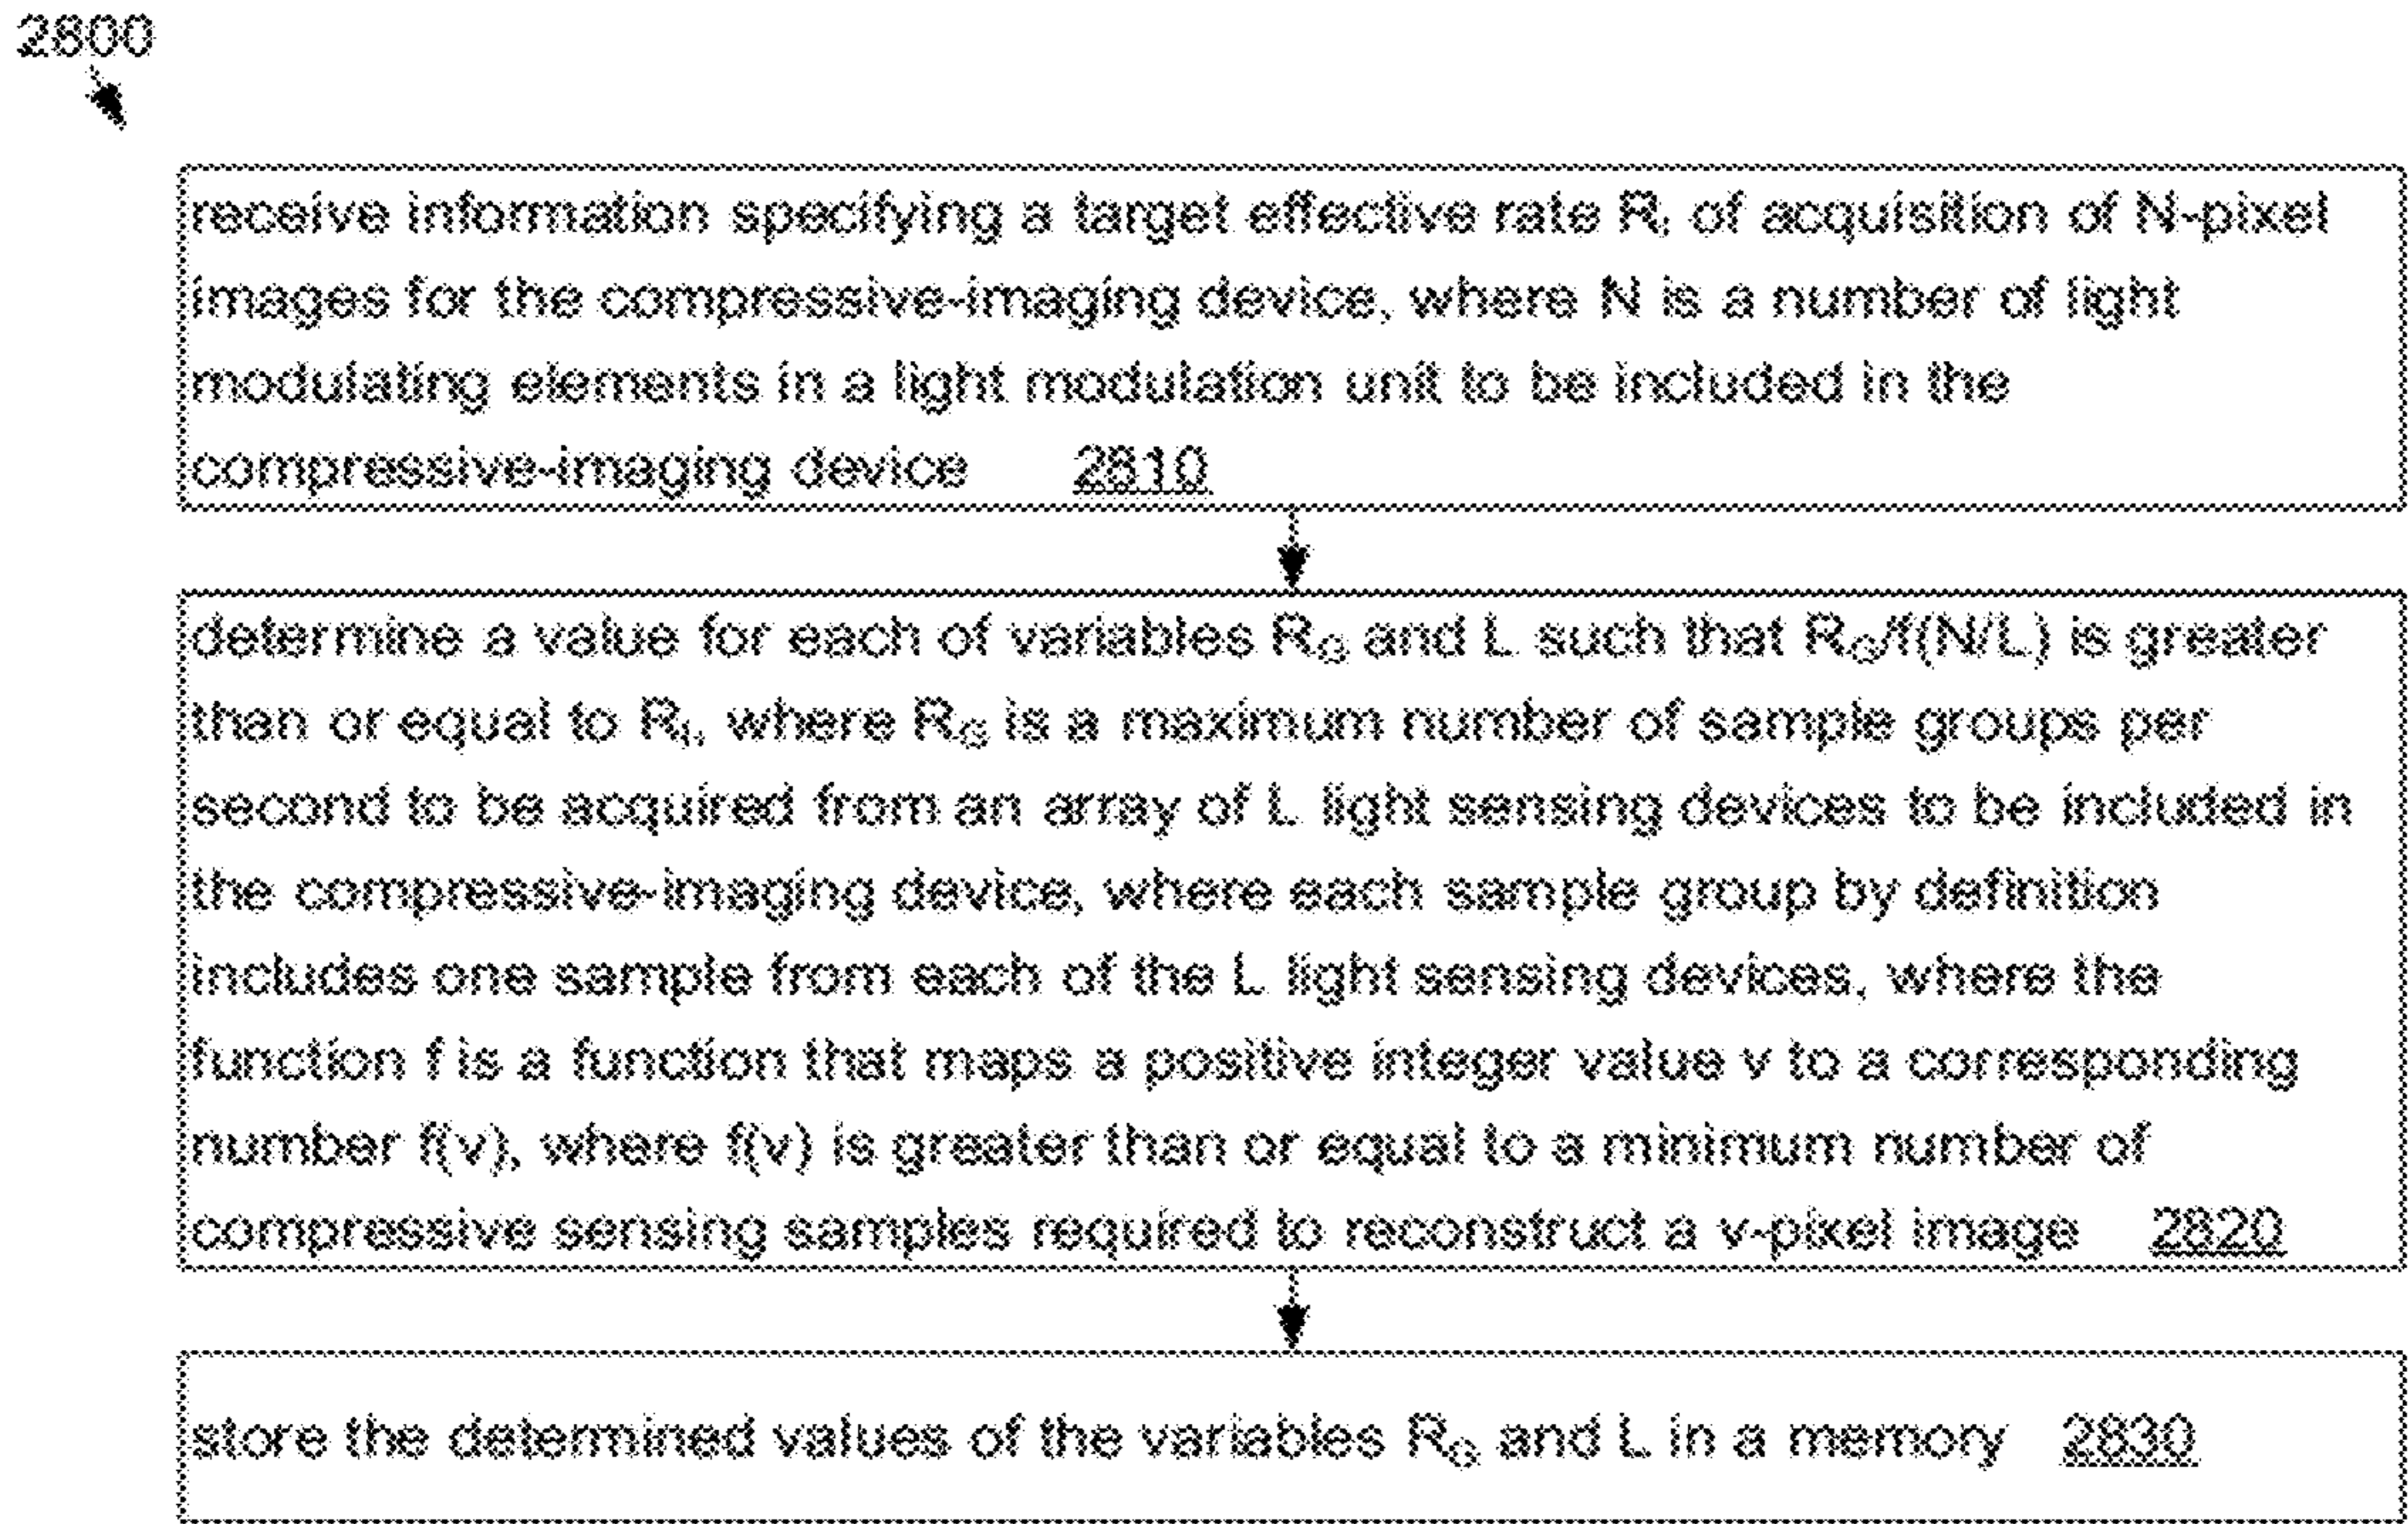 2800
receive information specifying a target effective rate R_I of acquisition of N-pixel
images for the compressive-imaging device, where N is a number of light
modulating elements in a light modulation unit to be included in the
compressive-imaging device 2810
determine a value for each of variables R_G and L such that R_G/f(N/L) is greater
than or equal to R_I, where R_G is a maximum number of sample groups per
second to be acquired from an array of L light sensing devices to be included in
the compressive-imaging device, where each sample group by definition
includes one sample from each of the L light sensing devices, where the
function f is a function that maps a positive integer value v to a corresponding
number f(v), where f(v) is greater than or equal to a minimum number of
compressive sensing samples required to reconstruct a v-pixel image 2820
store the determined values of the variables R_G and L in a memory 2830